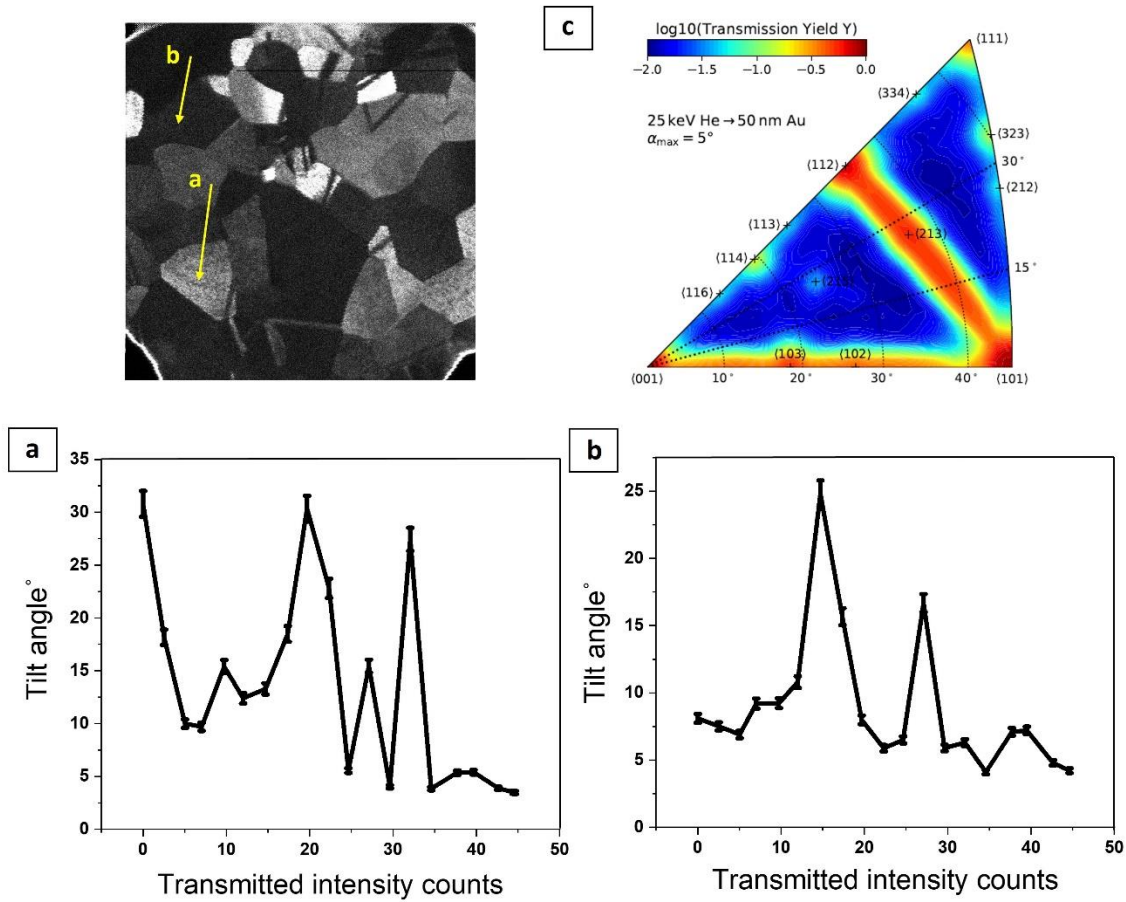 b
a
c
log10(Transmission Yield Y)
−2.0 −1.5 −1.0 −0.5 0.0
25 keV He → 50 nm Au
αmax = 5°
(111)
(334)
(323)
30°
(112)
(212)
(113)
(213)
(114)
15°
(116)
(103) (102)
(001) 10° 20° 30° 40° (101)
a
35
30
25
20
15
10
5
0
Tilt angle°
0 10 20 30 40 50
Transmitted intensity counts
b
25
20
15
10
5
0
Tilt angle°
0 10 20 30 40 50
Transmitted intensity counts